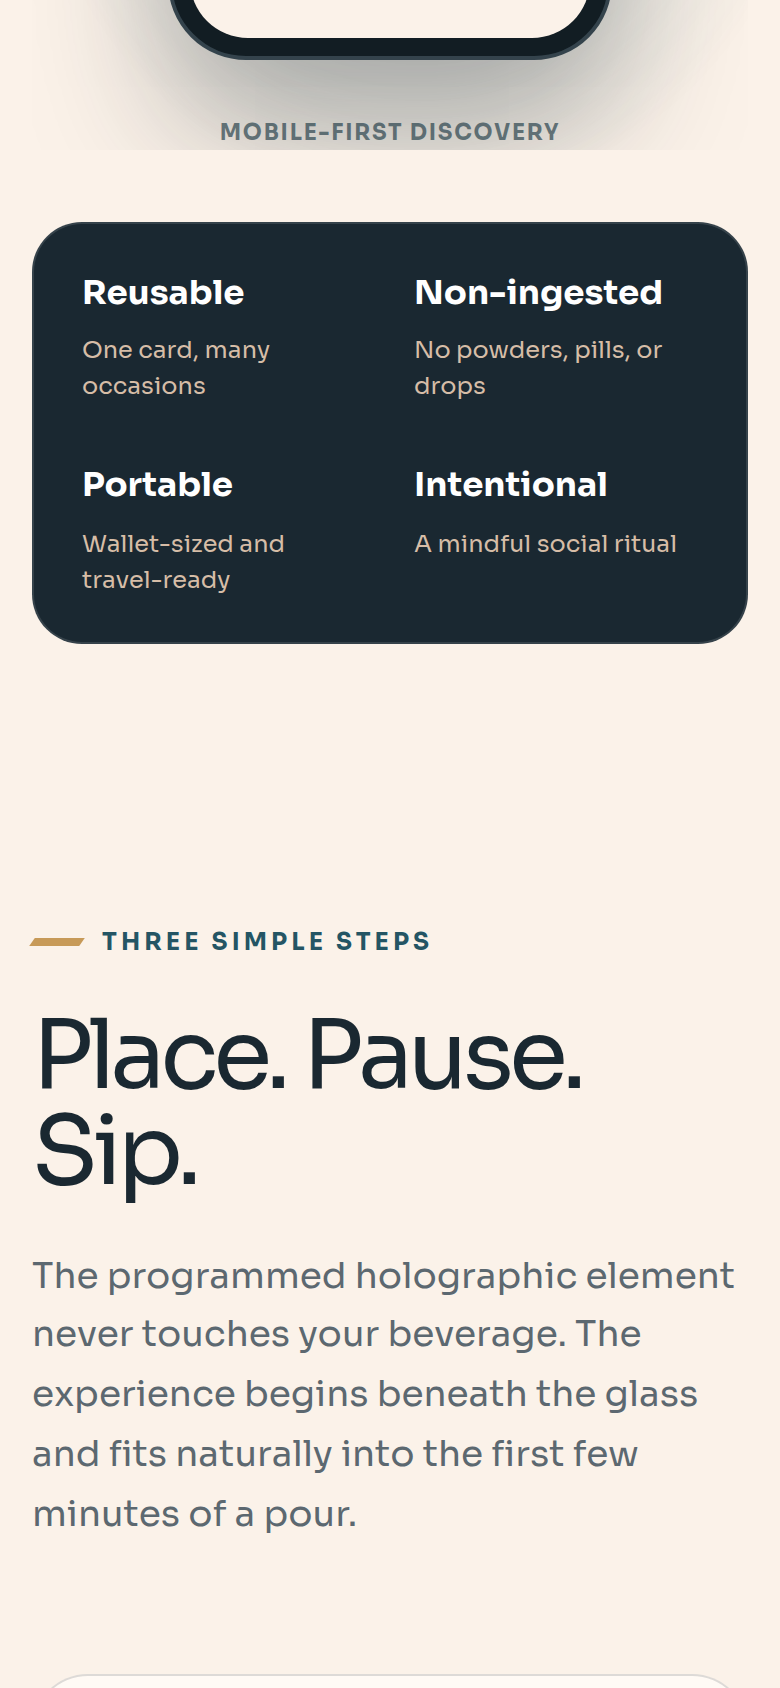 MOBILE-FIRST DISCOVERY
Reusable
One card, many
occasions
Non-ingested
No powders, pills, or
drops
Portable
Wallet-sized and
travel-ready
Intentional
A mindful social ritual
THREE SIMPLE STEPS
Place. Pause.
Sip.
The programmed holographic element
never touches your beverage. The
experience begins beneath the glass
and fits naturally into the first few
minutes of a pour.